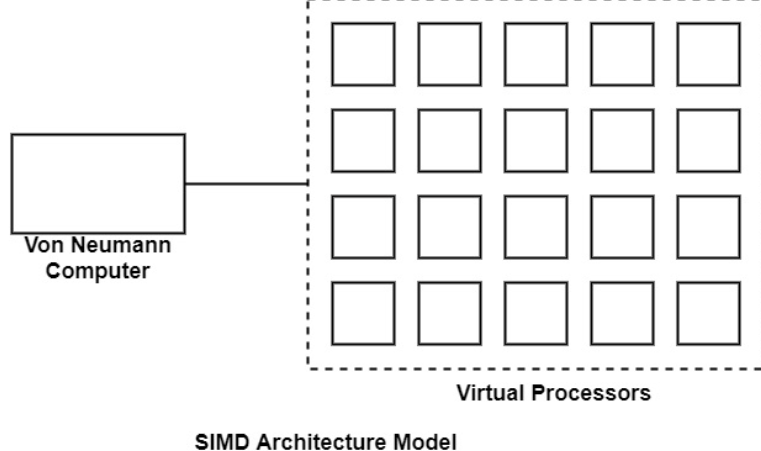 Von Neumann
Computer
Virtual Processors
SIMD Architecture Model